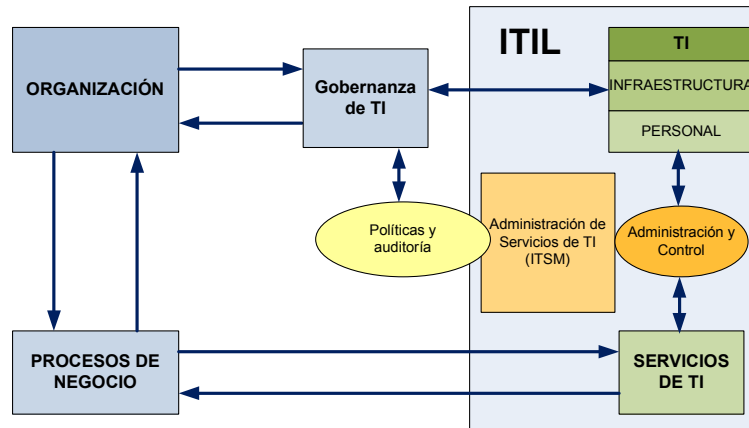 ITIL
TI
ORGANIZACIÓN
Gobernanza
de TI
INFRAESTRUCTURA
PERSONAL
Políticas y
auditoría
Administración de
Servicios de TI
(ITSM)
Administración y
Control
PROCESOS DE
NEGOCIO
SERVICIOS
DE TI